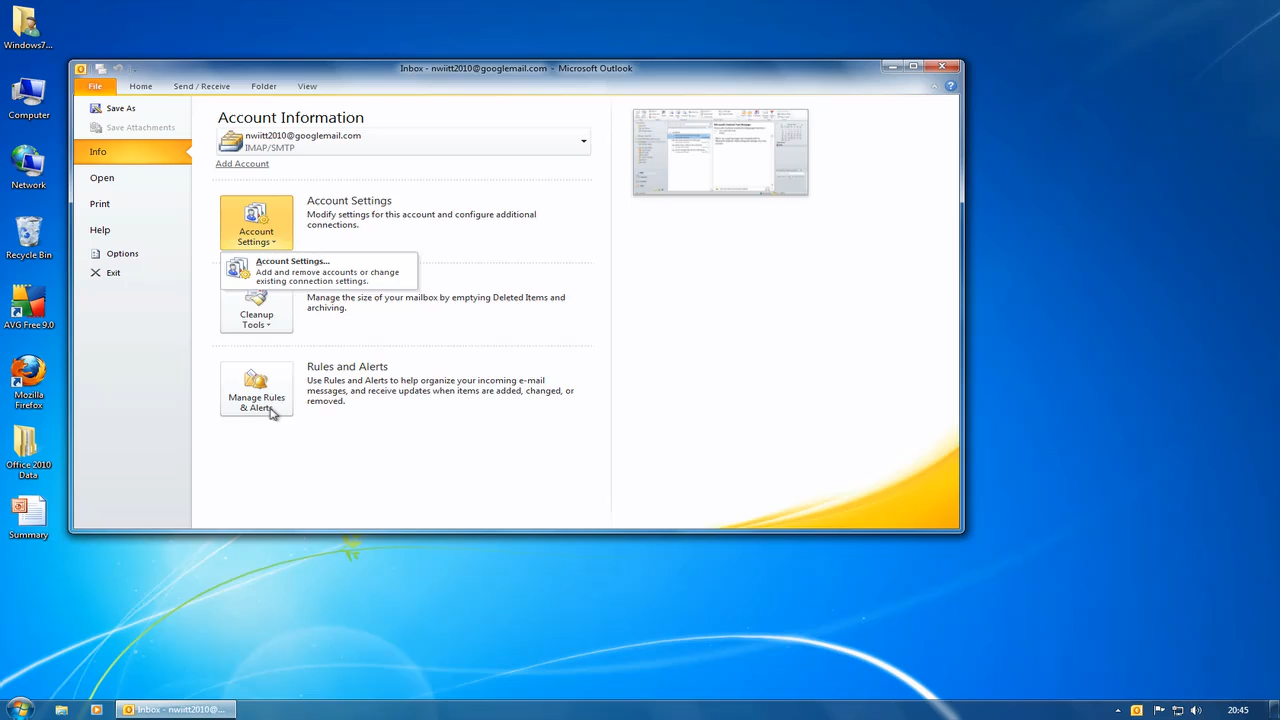 Windows7...
Network
Recycle Bin
AVG Free 9.0
Mozilla
Firefox
Office 2010
Data
Summary
Inbox - nwiitt2010@googlemail.com - Microsoft Outlook
File
Home
Send / Receive
Folder
View
Save As
Save Attachments
Info
Open
Print
Help
Options
Exit
Account Information
nwiitt2010@googlemail.com
IMAP/SMTP
Add Account
Account
Settings
Account Settings
Modify settings for this account and configure additional
connections.
Account Settings...
Add and remove accounts or change
existing connection settings.
Cleanup
Tools
Manage the size of your mailbox by emptying Deleted Items and
archiving.
Manage Rules
& Alerts
Rules and Alerts
Use Rules and Alerts to help organize your incoming e-mail
messages, and receive updates when items are added, changed, or
removed.
Inbox - nwiitt2010@...
20:45